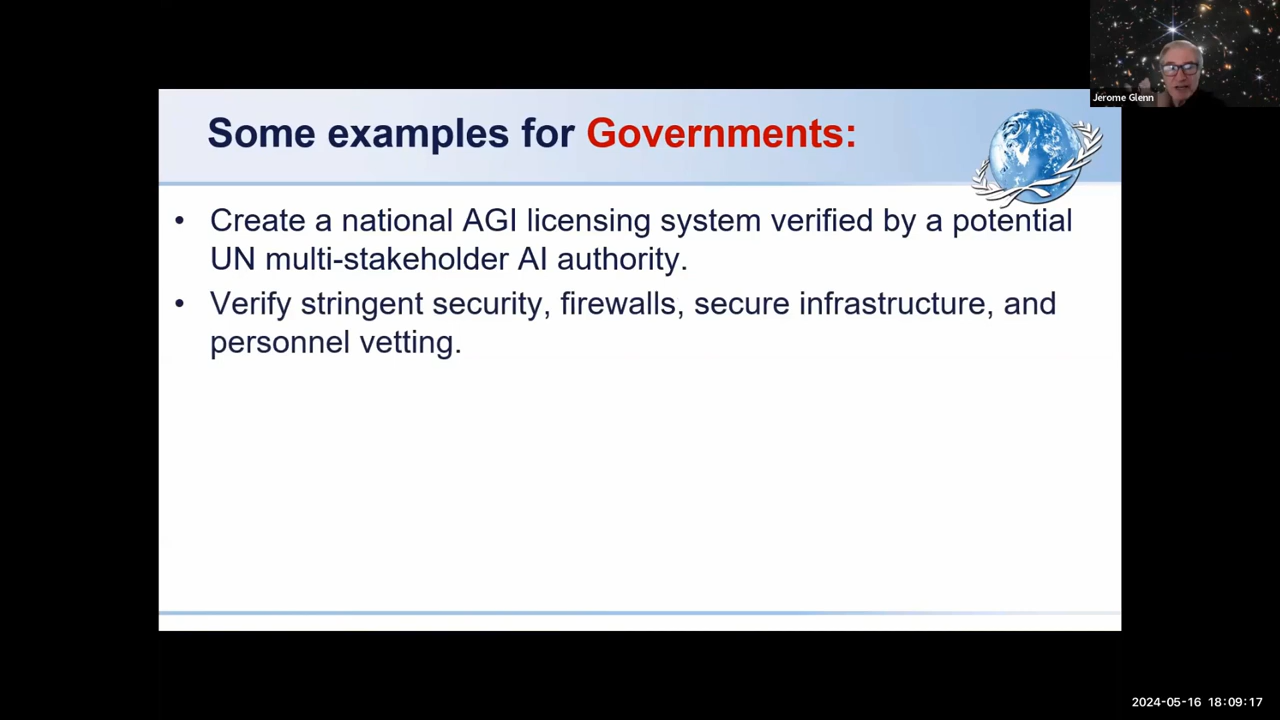 Jerome Glenn
Some examples for Governments:
• Create a national AGI licensing system verified by a potential
UN multi-stakeholder AI authority.
• Verify stringent security, firewalls, secure infrastructure, and
personnel vetting.
2024-05-16 18:09:17